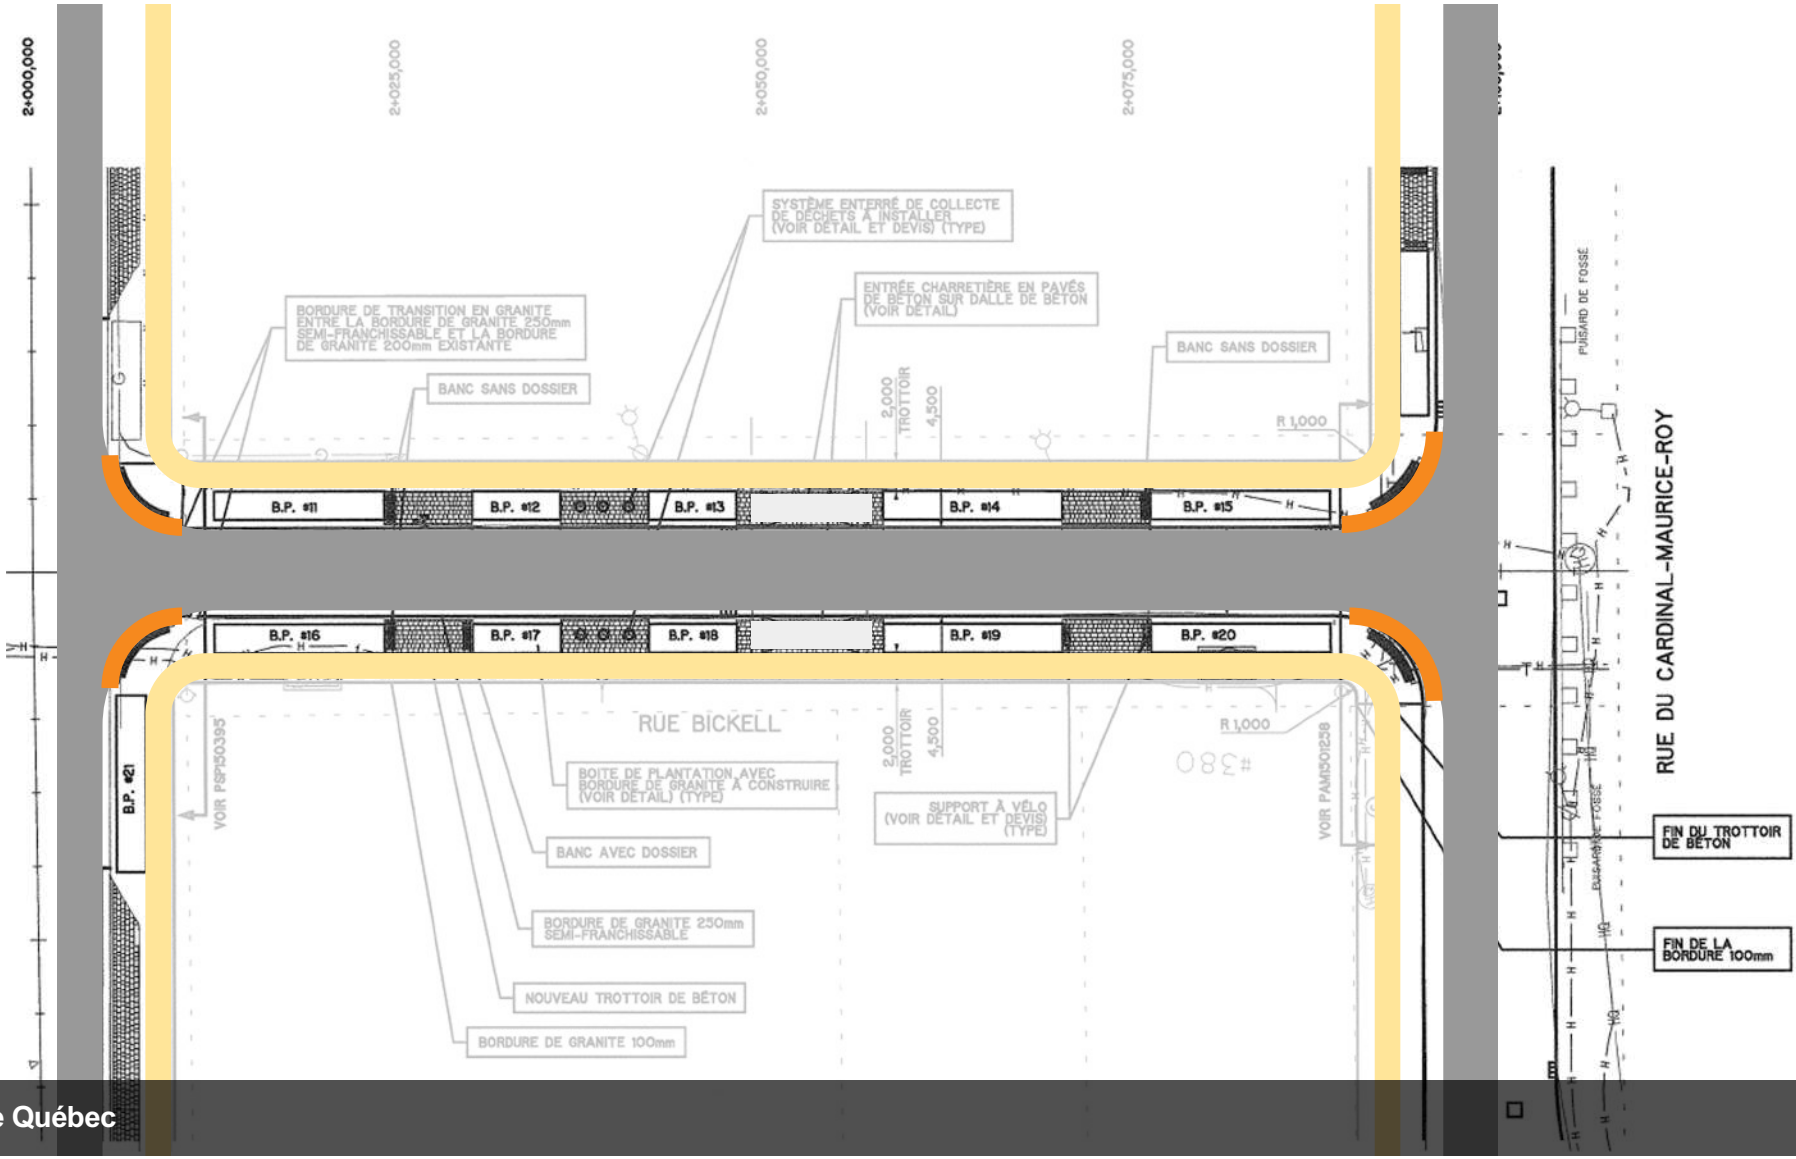 2+000,000
2+025,000
2+050,000
2+075,000
SYSTÈME ENTERRÉ DE COLLECTE
DE DÉCHETS À INSTALLER
(VOIR DÉTAIL ET DEVIS) (TYPE)
ENTRÉE CHARRETIÈRE EN PAVÉS
DE BÉTON SUR DALLE DE BÉTON
(VOIR DÉTAIL)
BORDURE DE TRANSITION EN GRANITE
ENTRE LA BORDURE DE GRANITE 250mm
SEMI-FRANCHISSABLE ET LA BORDURE
DE GRANITE 200mm EXISTANTE
BANC SANS DOSSIER
BANC SANS DOSSIER
PUISARD DE FOSSÉ
2,000
TROTTOIR
4,500
R 1,000
G
G
RUE DU CARDINAL-MAURICE-ROY
B.P. #11
B.P. #12
B.P. #13
B.P. #14
B.P. #15
B.P. #16
B.P. #17
B.P. #18
B.P. #19
B.P. #20
B.P. #21
RUE BICKELL
2,000
TROTTOIR
4,500
R 1,000
#380
VOIR PSP150395
VOIR PAM1501258
BOITE DE PLANTATION AVEC
BORDURE DE GRANITE À CONSTRUIRE
(VOIR DÉTAIL) (TYPE)
SUPPORT À VÉLO
(VOIR DÉTAIL ET DEVIS)
(TYPE)
BANC AVEC DOSSIER
PUISARD DE FOSSÉ
FIN DU TROTTOIR
DE BÉTON
BORDURE DE GRANITE 250mm
SEMI-FRANCHISSABLE
FIN DE LA
BORDURE 100mm
NOUVEAU TROTTOIR DE BÉTON
BORDURE DE GRANITE 100mm
HQ
HQ
e Québec